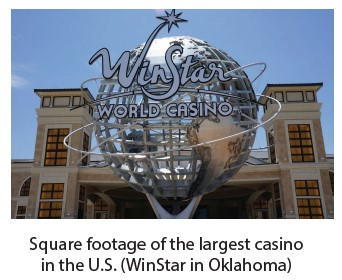 WinStar
WORLD CASINO
Square footage of the largest casino
in the U.S. (WinStar in Oklahoma)